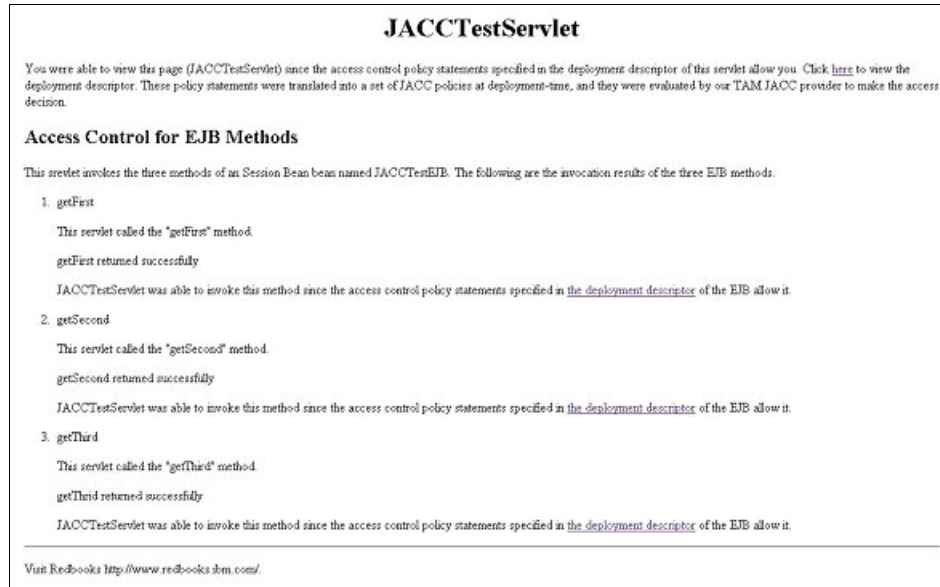 JACCTestServlet
You were able to view this page (JACCTestServlet) since the access control policy statements specified in the deployment descriptor of this servlet allow you. Click here to view the
deployment descriptor. These policy statements were translated into a set of JACC policies at deployment-time, and they were evaluated by our TAM JACC provider to make the access
decision.
Access Control for EJB Methods
This srevlet invokes the three methods of an Session Bean bean named JACCTestEJB. The following are the invocation results of the three EJB methods.
1. getFirst
This servlet called the "getFirst" method.
getFirst returned successfully
JACCTestServlet was able to invoke this method since the access control policy statements specified in the deployment descriptor of the EJB allow it.
2. getSecond
This servlet called the "getSecond" method.
getSecond returned successfully
JACCTestServlet was able to invoke this method since the access control policy statements specified in the deployment descriptor of the EJB allow it.
3. getThird
This servlet called the "getThird" method.
getThrid returned successfully
JACCTestServlet was able to invoke this method since the access control policy statements specified in the deployment descriptor of the EJB allow it.
Visit Redbooks http://www.redbooks.ibm.com/.